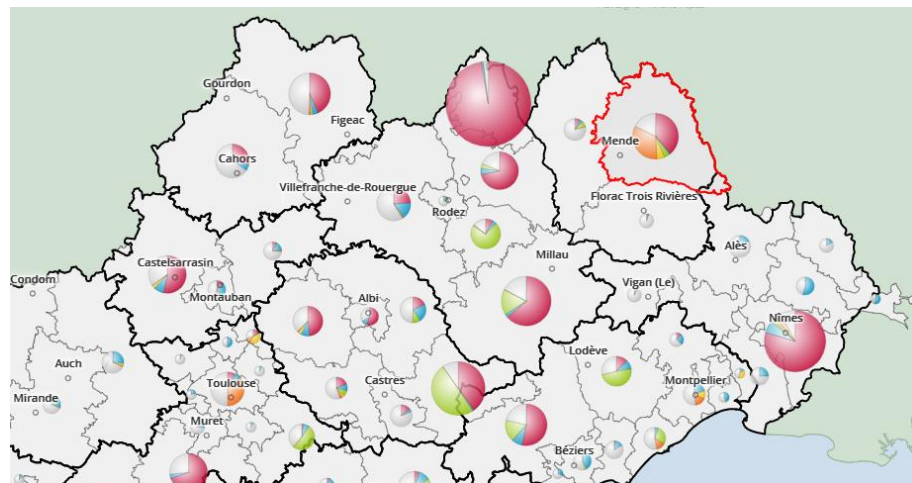 Gourdon
Figeac
Cahors
Mende
Villefranche-de-Rouergue
Rodez
Florac Trois Rivières
Alès
Millau
Castelsarrasin
Condom
Montauban
Albi
Vigan (Le)
Nîmes
Lodève
Auch
Toulouse
Castres
Montpellier
Mirande
Muret
Béziers